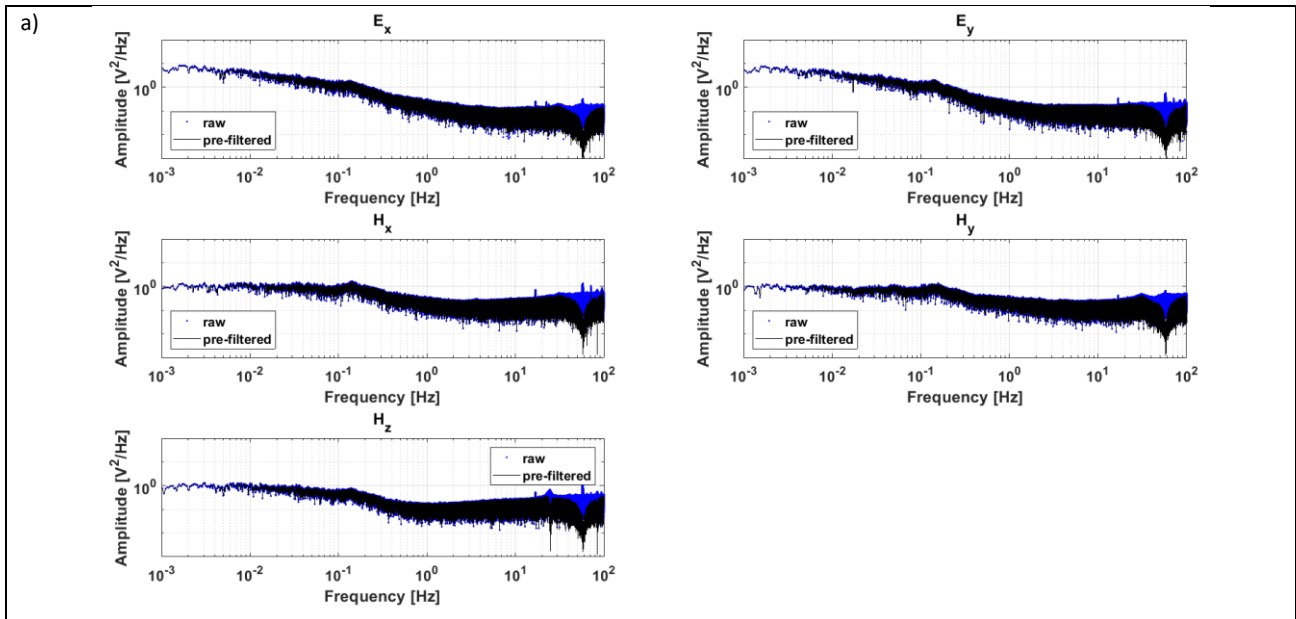 a)
E_x
Amplitude [V^2/Hz]
10^0
raw
pre-filtered
10^-3 10^-2 10^-1 10^0 10^1 10^2
Frequency [Hz]
E_y
Amplitude [V^2/Hz]
10^0
raw
pre-filtered
10^-3 10^-2 10^-1 10^0 10^1 10^2
Frequency [Hz]
H_x
Amplitude [V^2/Hz]
10^0
raw
pre-filtered
10^-3 10^-2 10^-1 10^0 10^1 10^2
Frequency [Hz]
H_y
Amplitude [V^2/Hz]
10^0
raw
pre-filtered
10^-3 10^-2 10^-1 10^0 10^1 10^2
Frequency [Hz]
H_z
Amplitude [V^2/Hz]
10^0
raw
pre-filtered
10^-3 10^-2 10^-1 10^0 10^1 10^2
Frequency [Hz]